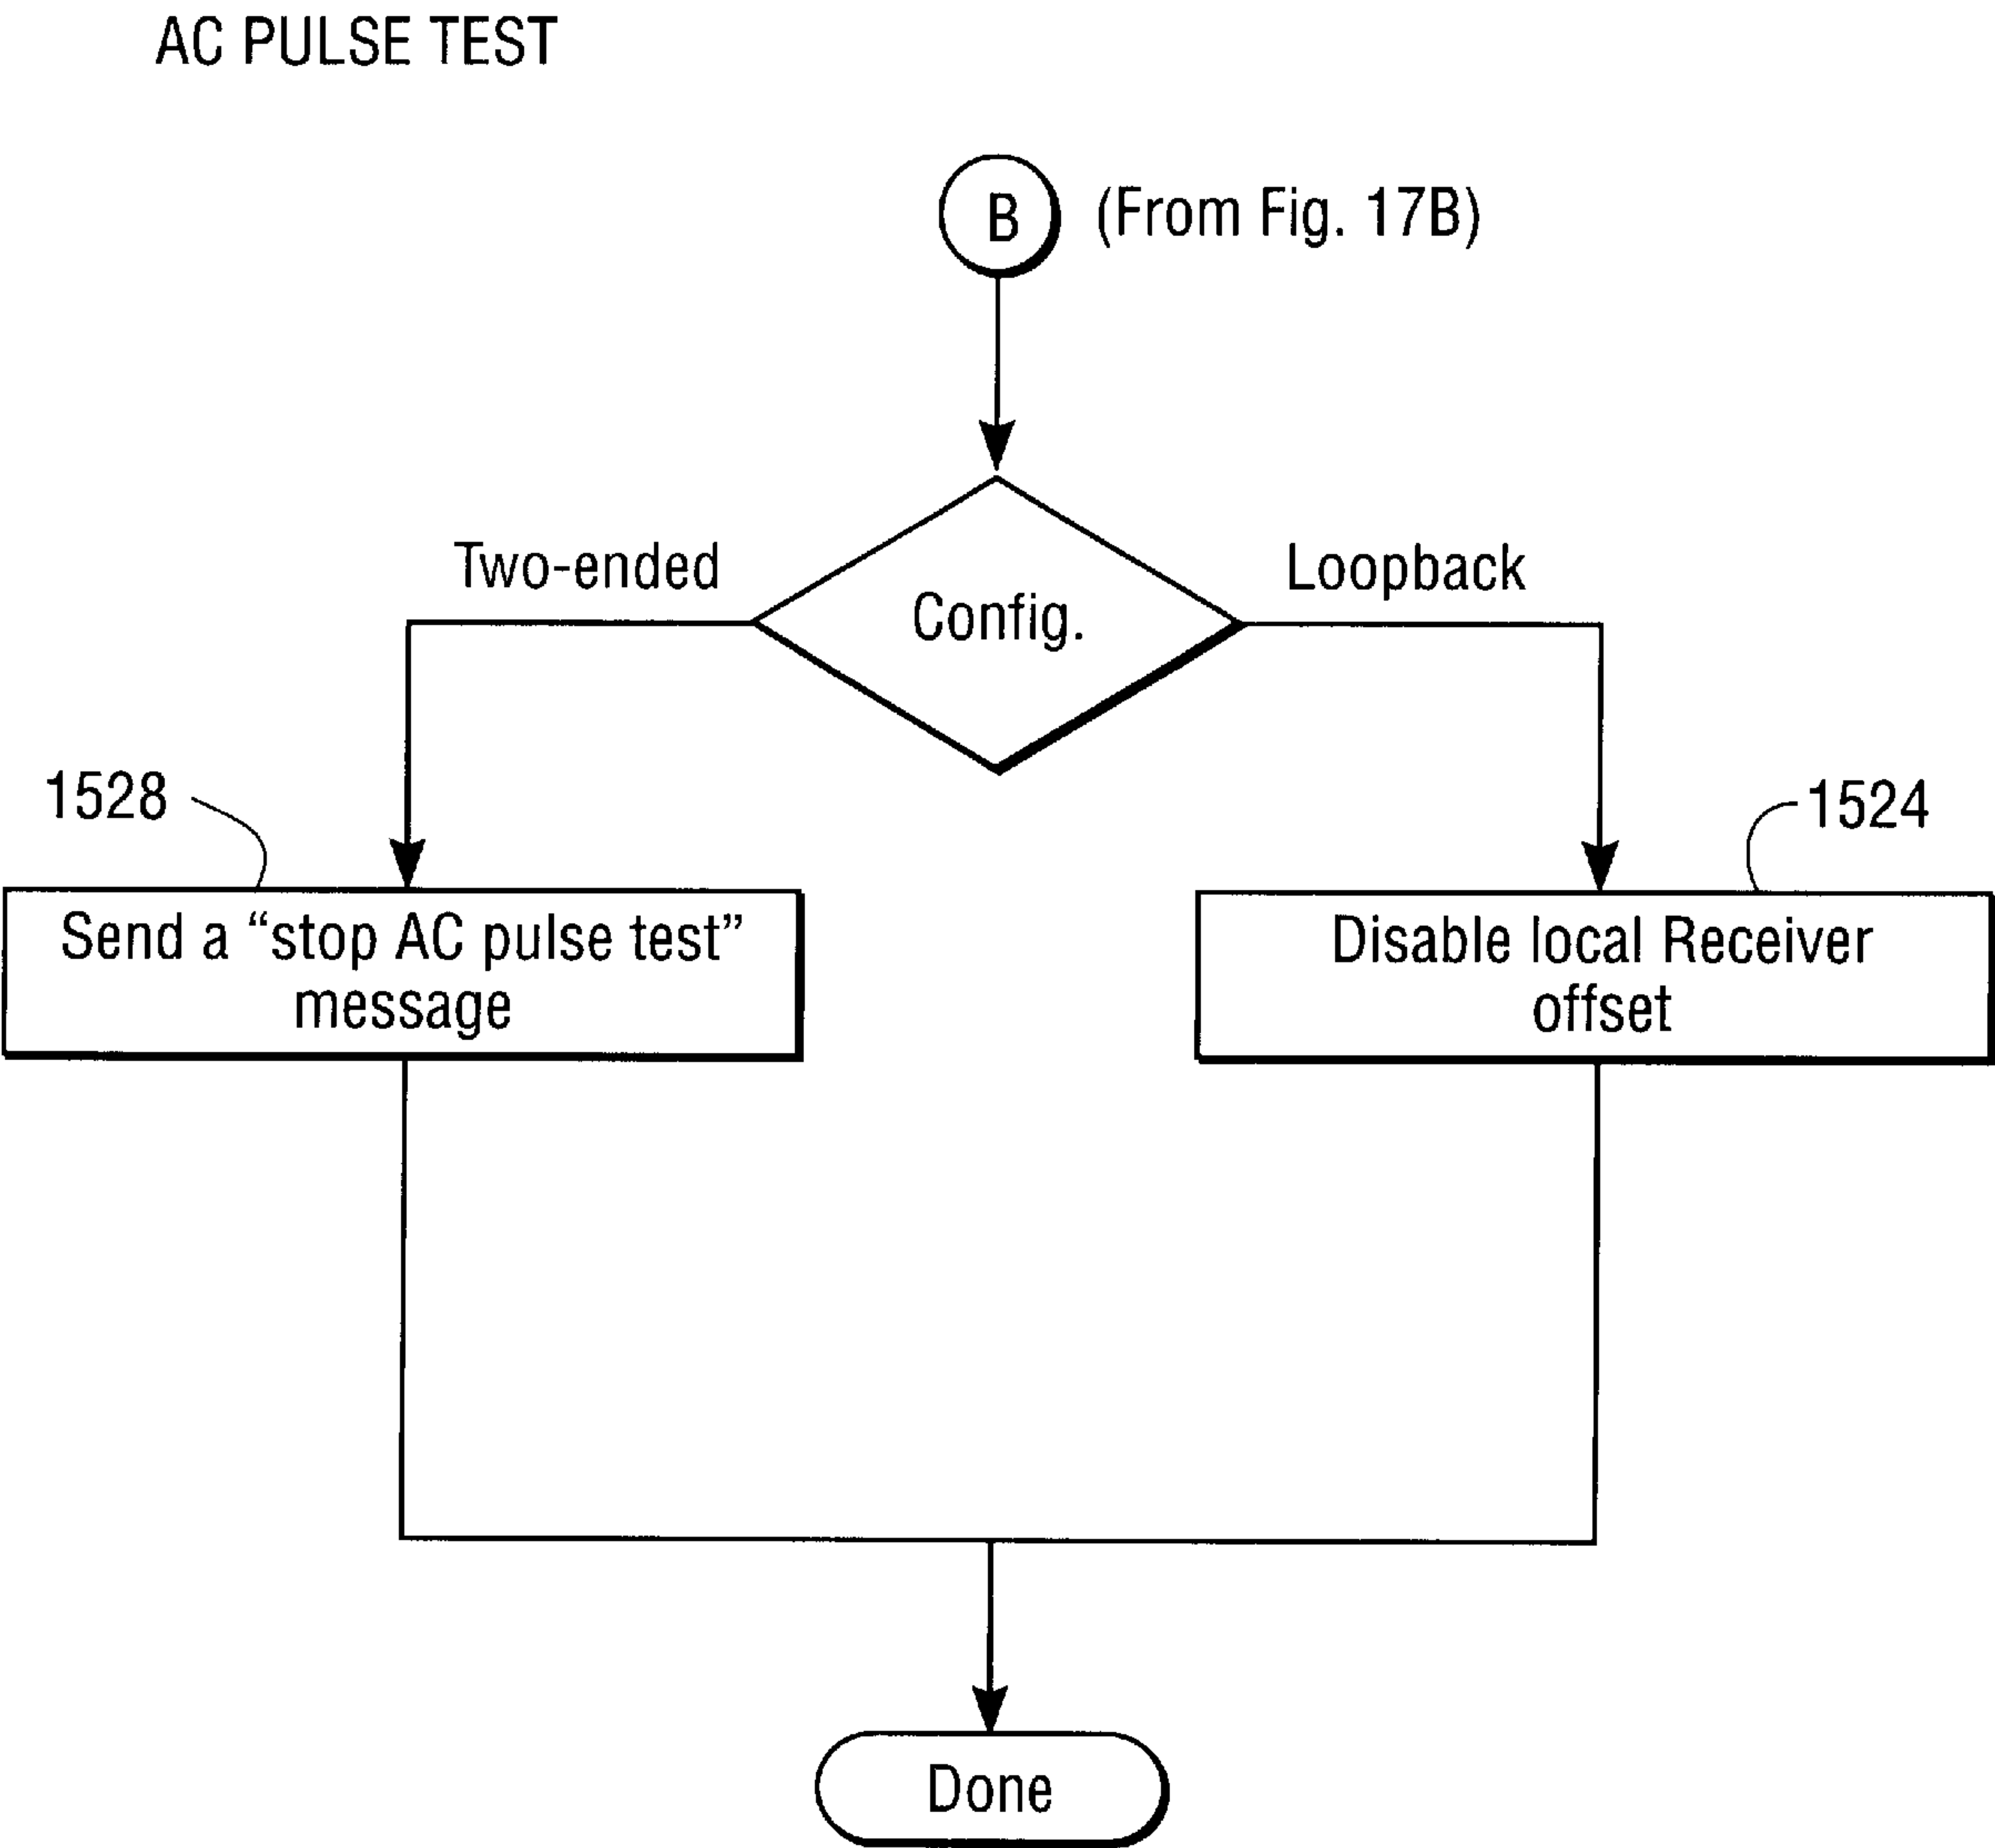 AC PULSE TEST
B
(From Fig. 17B)
Two-ended
Loopback
Config.
1528
1524
Send a “stop AC pulse test”
message
Disable local Receiver
offset
Done